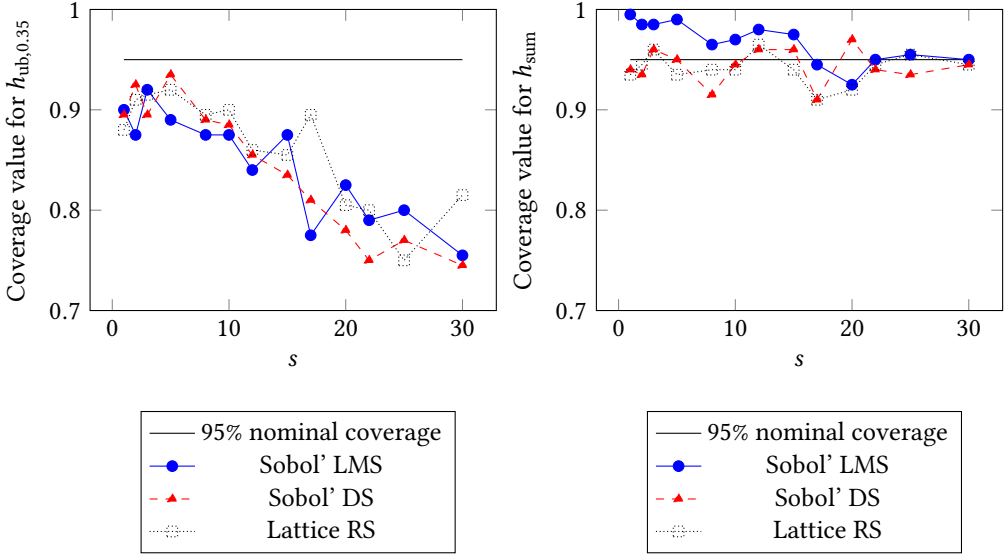 Coverage value for h_ub,0.35
1
0.9
0.8
0.7
0 10 20 30
s
95% nominal coverage
Sobol’ LMS
Sobol’ DS
Lattice RS
Coverage value for h_sum
1
0.9
0.8
0.7
0 10 20 30
s
95% nominal coverage
Sobol’ LMS
Sobol’ DS
Lattice RS